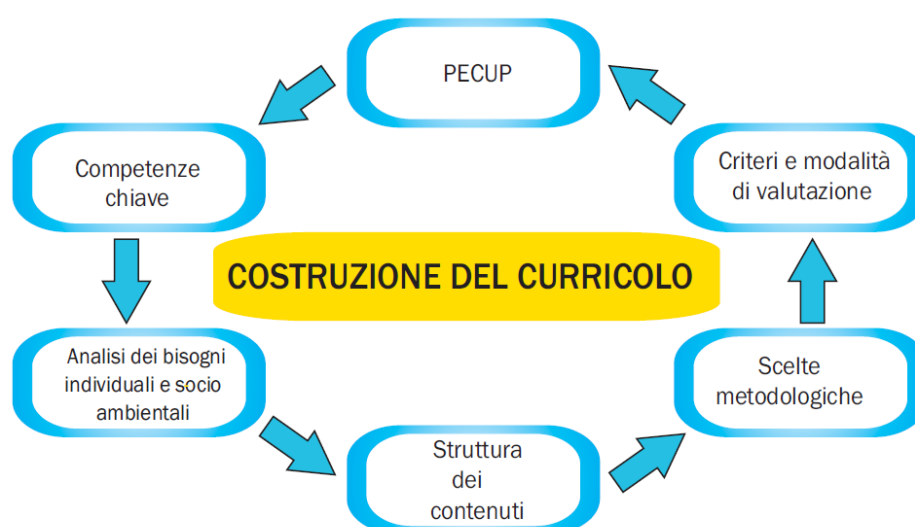 PECUP
Competenze
chiave
Criteri e modalità
di valutazione
COSTRUZIONE DEL CURRICOLO
Analisi dei bisogni
individuali e socio
ambientali
Scelte
metodologiche
Struttura
dei
contenuti